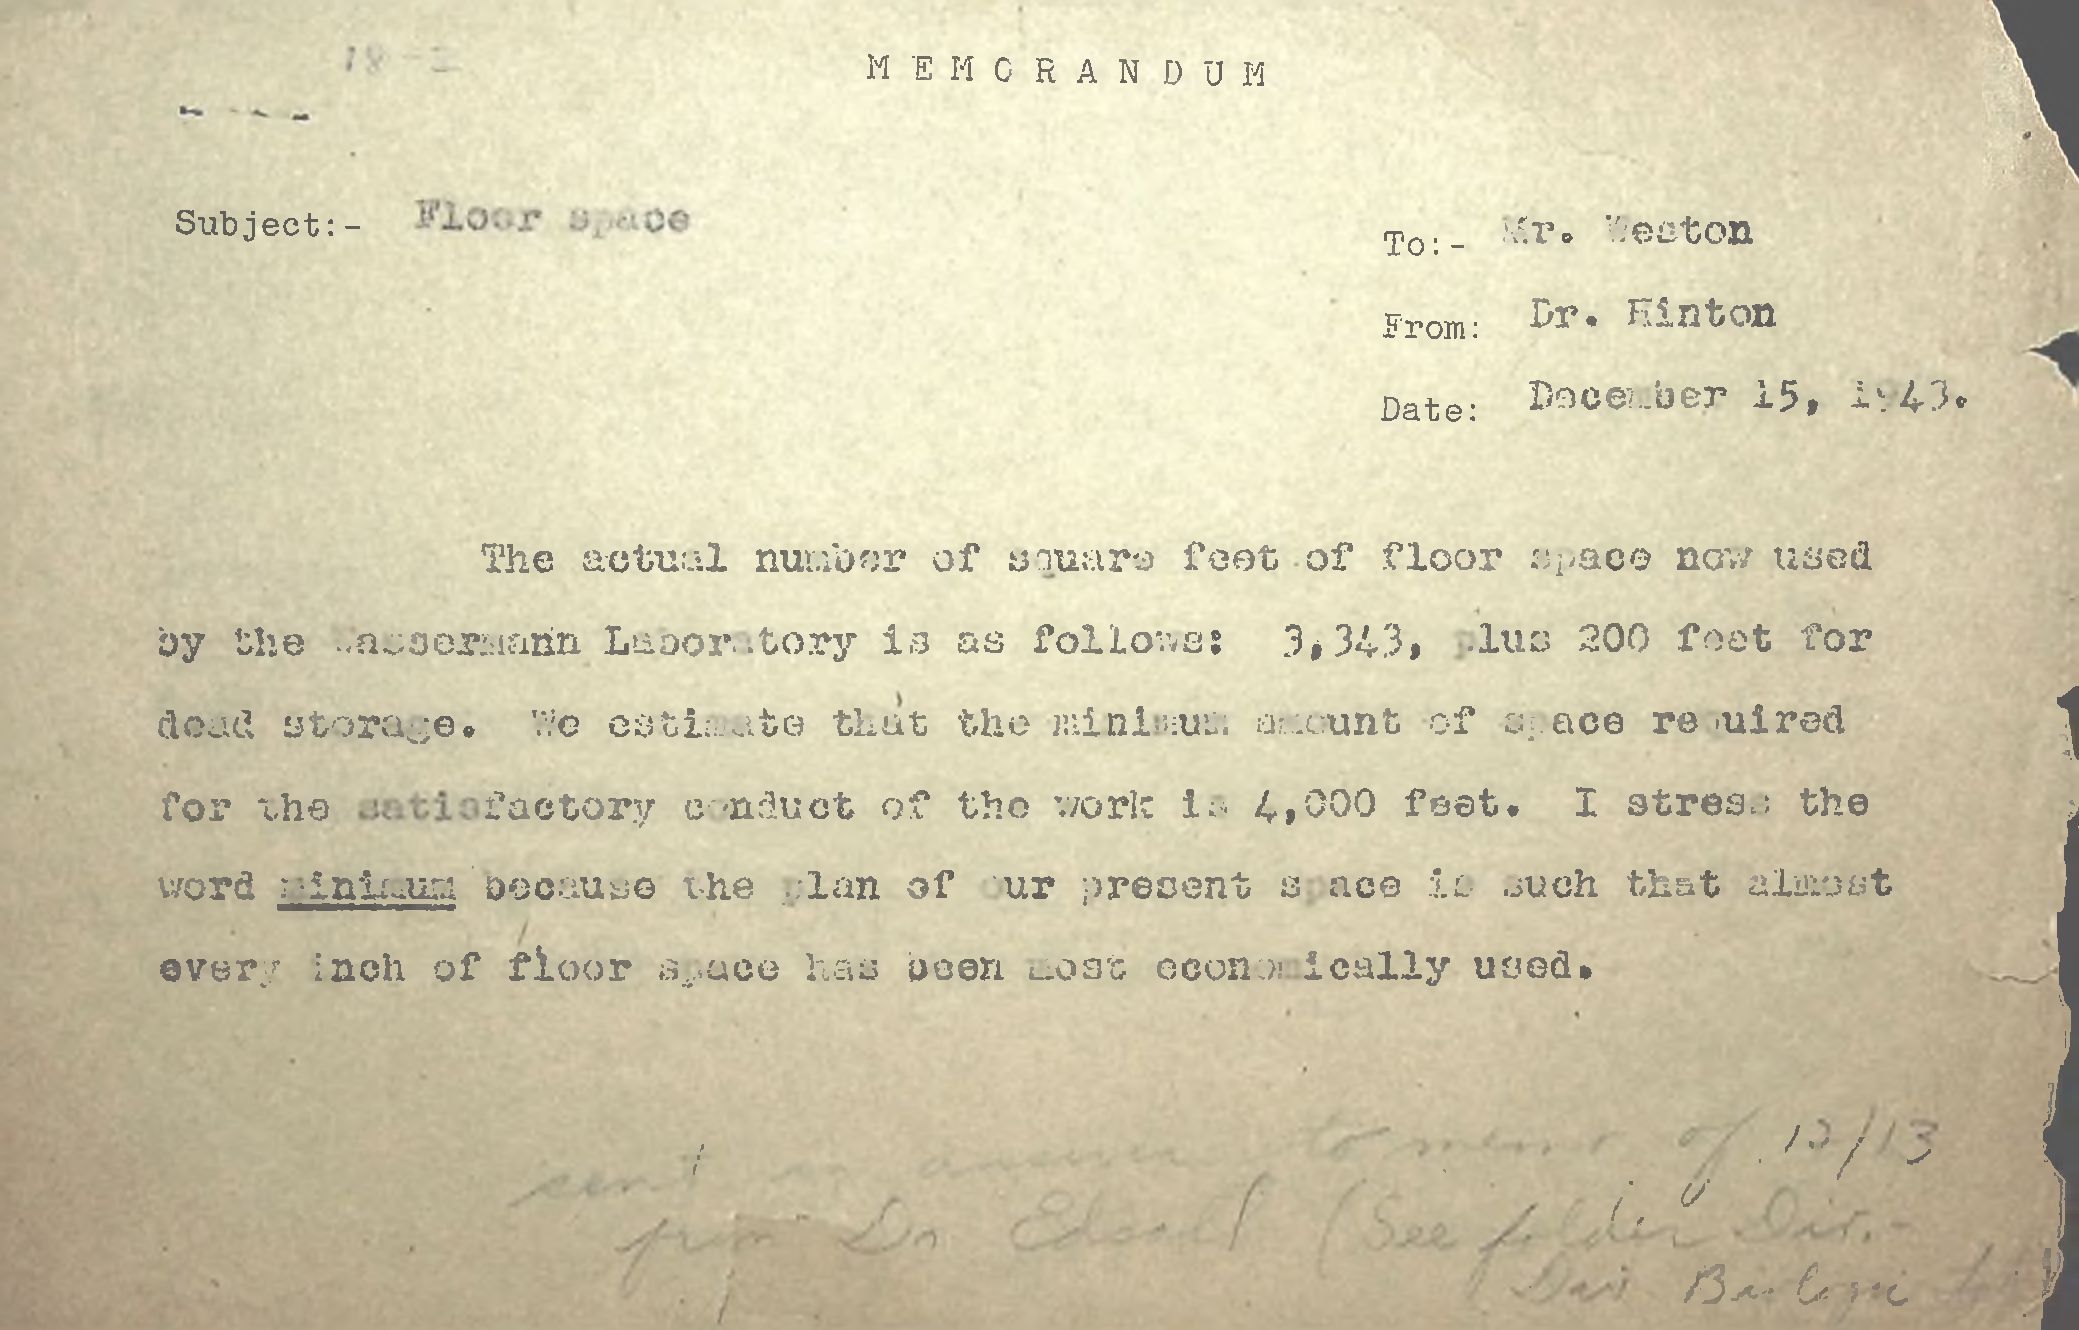 18-2
MEMORANDUM
Subject:- Floor space
To:- Mr. Weston
From: Dr. Hinton
Date: December 15, 1943.
The actual number of square feet of floor space now used
by the Wassermann Laboratory is as follows: 3,343, plus 200 feet for
dead storage. We estimate that the minimum amount of space required
for the satisfactory conduct of the work is 4,000 feet. I stress the
word minimum because the plan of our present space is such that almost
every inch of floor space has been most economically used.
sent in answer to memo of 12/13
from Dr Edsall (See folder Dir.-
Div Biologic